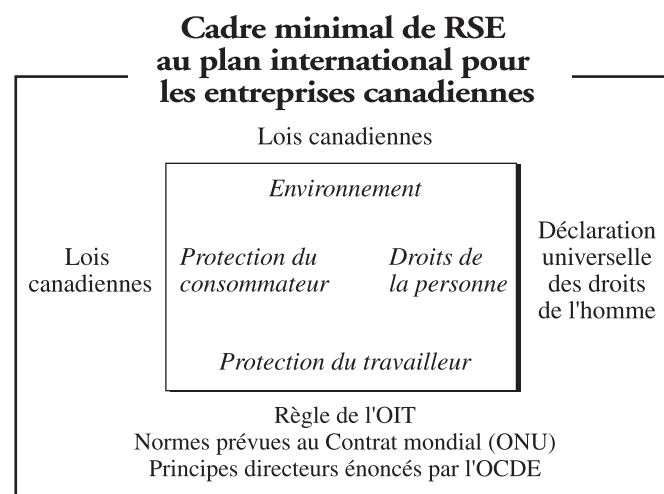 Cadre minimal de RSE
au plan international pour
les entreprises canadiennes
Lois canadiennes
Environnement
Lois
canadiennes
Protection du
consommateur
Droits de
la personne
Déclaration
universelle
des droits
de l'homme
Protection du travailleur
Règle de l'OIT
Normes prévues au Contrat mondial (ONU)
Principes directeurs énoncés par l'OCDE